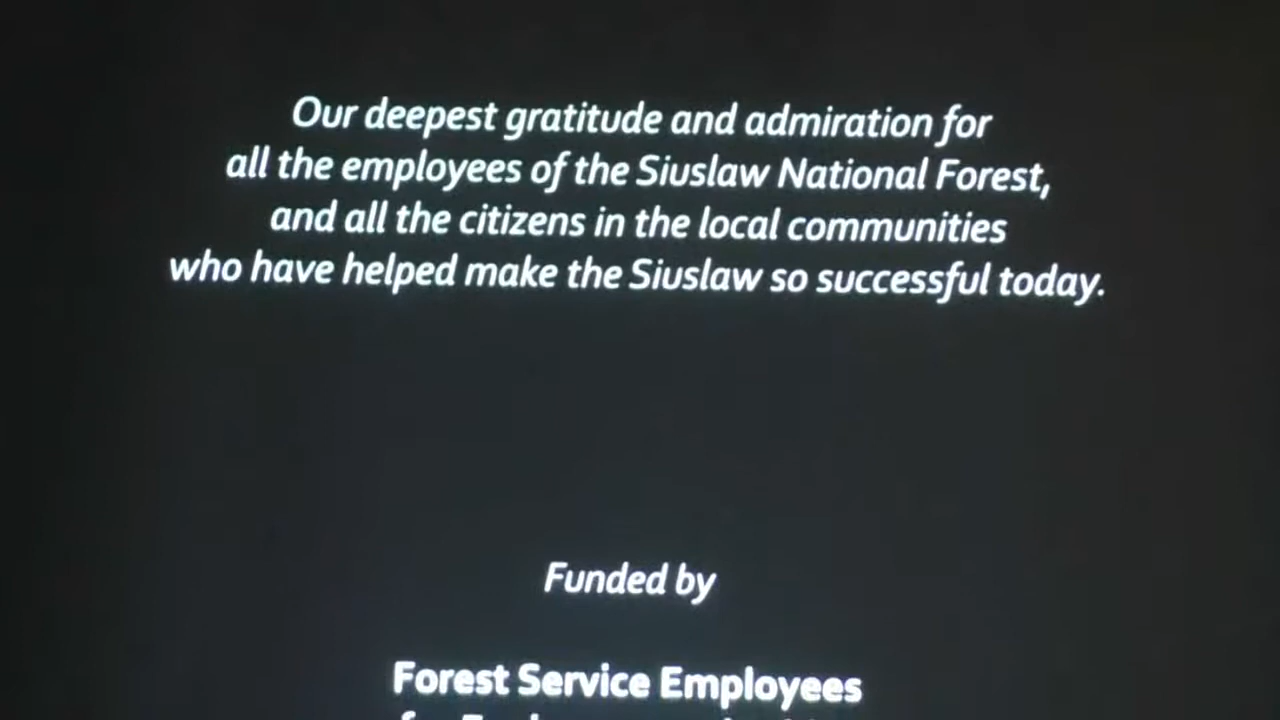 Our deepest gratitude and admiration for
all the employees of the Siuslaw National Forest,
and all the citizens in the local communities
who have helped make the Siuslaw so successful today.
Funded by
Forest Service Employees